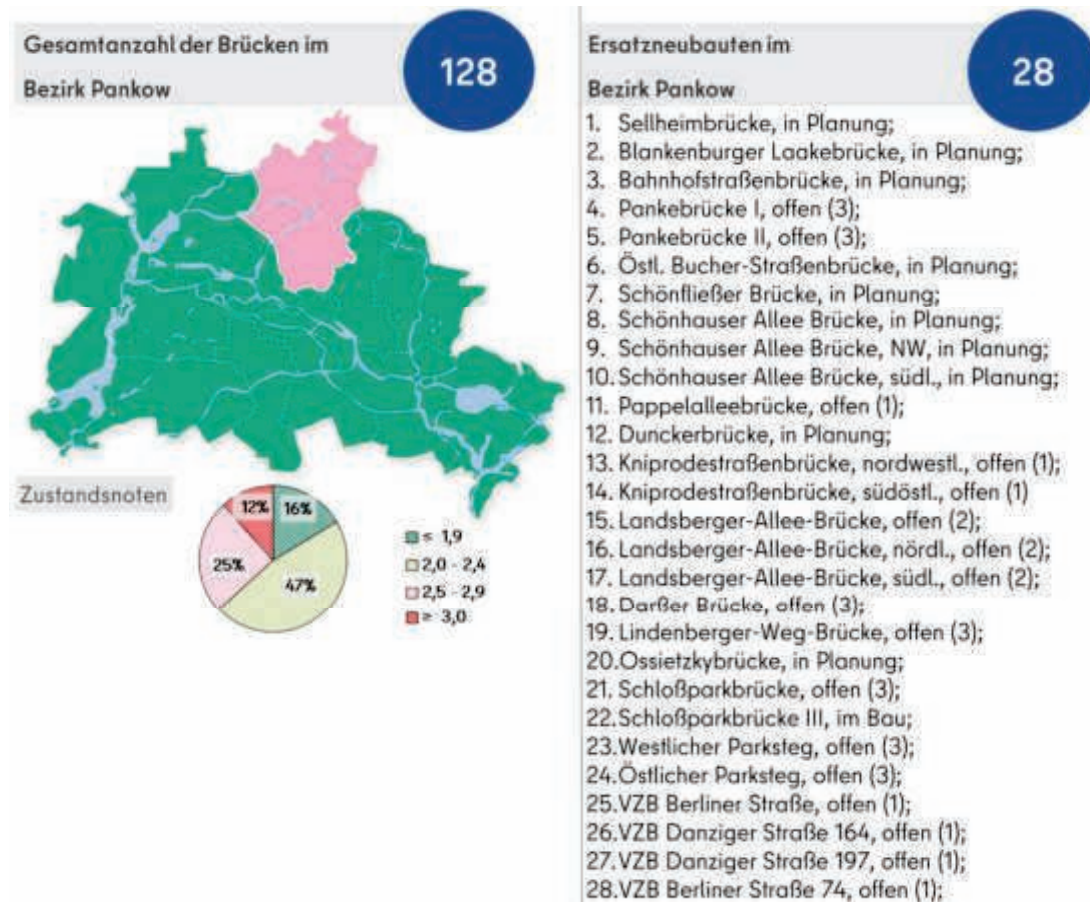 Gesamtanzahl der Brücken im
Bezirk Pankow
128
Zustandsnoten
12%
16%
25%
47%
≤ 1,9
2,0 - 2,4
2,5 - 2,9
≥ 3,0
Ersatzneubauten im
Bezirk Pankow
28
1. Sellheimbrücke, in Planung;
2. Blankenburger Laakebrücke, in Planung;
3. Bahnhofstraßenbrücke, in Planung;
4. Pankebrücke I, offen (3);
5. Pankebrücke II, offen (3);
6. Östl. Bucher-Straßenbrücke, in Planung;
7. Schönfließer Brücke, in Planung;
8. Schönhauser Allee Brücke, in Planung;
9. Schönhauser Allee Brücke, NW, in Planung;
10. Schönhauser Allee Brücke, südl., in Planung;
11. Pappelalleebrücke, offen (1);
12. Dunckerbrücke, in Planung;
13. Kniprodestraßenbrücke, nordwestl., offen (1);
14. Kniprodestraßenbrücke, südöstl., offen (1)
15. Landsberger-Allee-Brücke, offen (2);
16. Landsberger-Allee-Brücke, nördl., offen (2);
17. Landsberger-Allee-Brücke, südl., offen (2);
18. Darßer Brücke, offen (3);
19. Lindenberger-Weg-Brücke, offen (3);
20. Ossietzkybrücke, in Planung;
21. Schloßparkbrücke, offen (3);
22. Schloßparkbrücke III, im Bau;
23. Westlicher Parksteg, offen (3);
24. Östlicher Parksteg, offen (3);
25. VZB Berliner Straße, offen (1);
26. VZB Danziger Straße 164, offen (1);
27. VZB Danziger Straße 197, offen (1);
28. VZB Berliner Straße 74, offen (1);